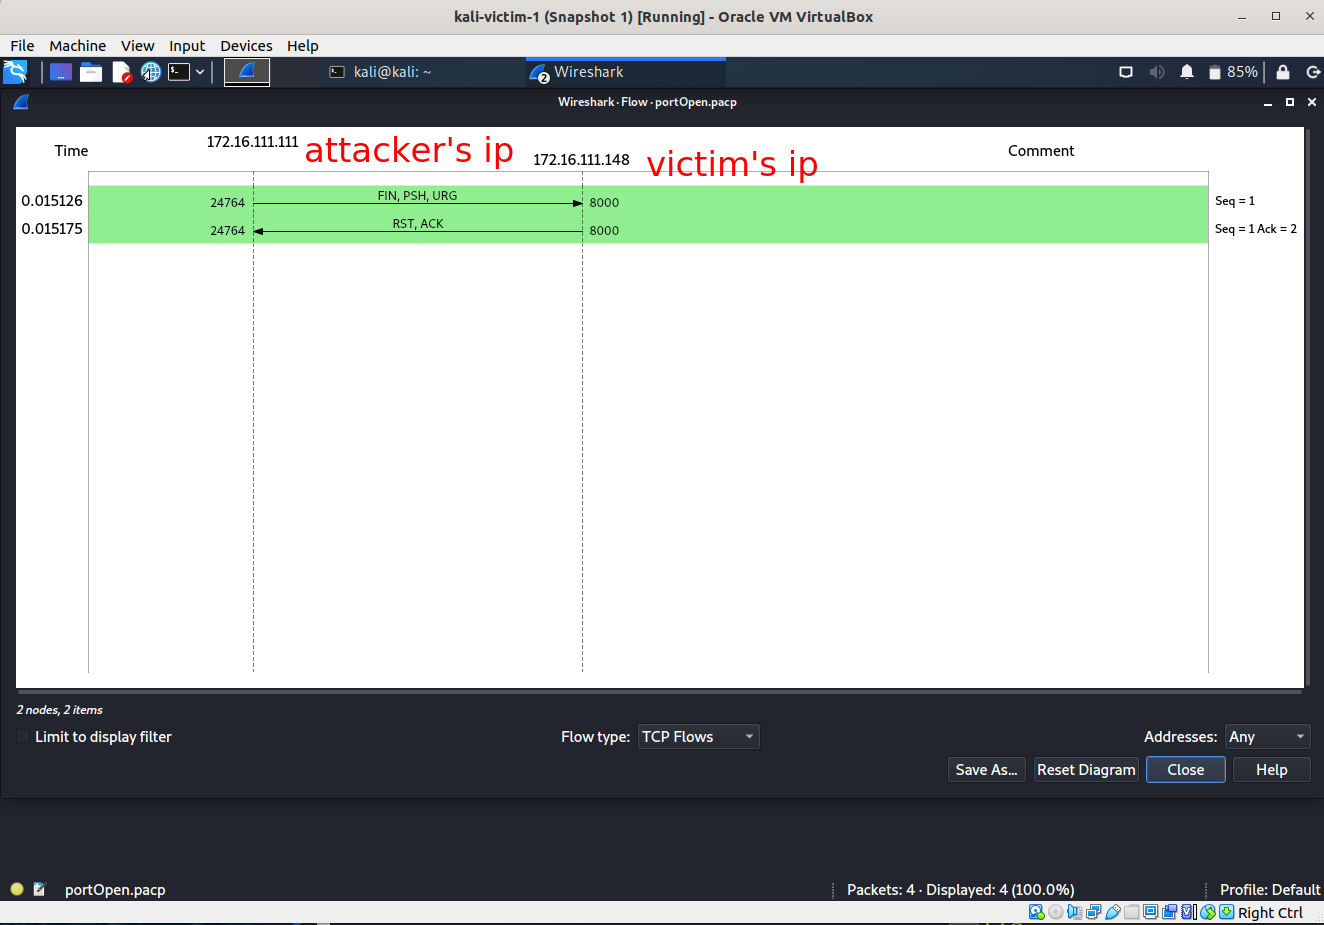 kali-victim-1 (Snapshot 1) [Running] - Oracle VM VirtualBox
File Machine View Input Devices Help
kali@kali: ~
2 Wireshark
85%
Wireshark · Flow · portOpen.pacp
Time
172.16.111.111
attacker's ip
172.16.111.148
victim's ip
Comment
0.015126 24764 FIN, PSH, URG 8000 Seq = 1
0.015175 24764 RST, ACK 8000 Seq = 1 Ack = 2
2 nodes, 2 items
Limit to display filter Flow type: TCP Flows Addresses: Any
Save As... Reset Diagram Close Help
portOpen.pacp Packets: 4 · Displayed: 4 (100.0%) Profile: Default
Right Ctrl